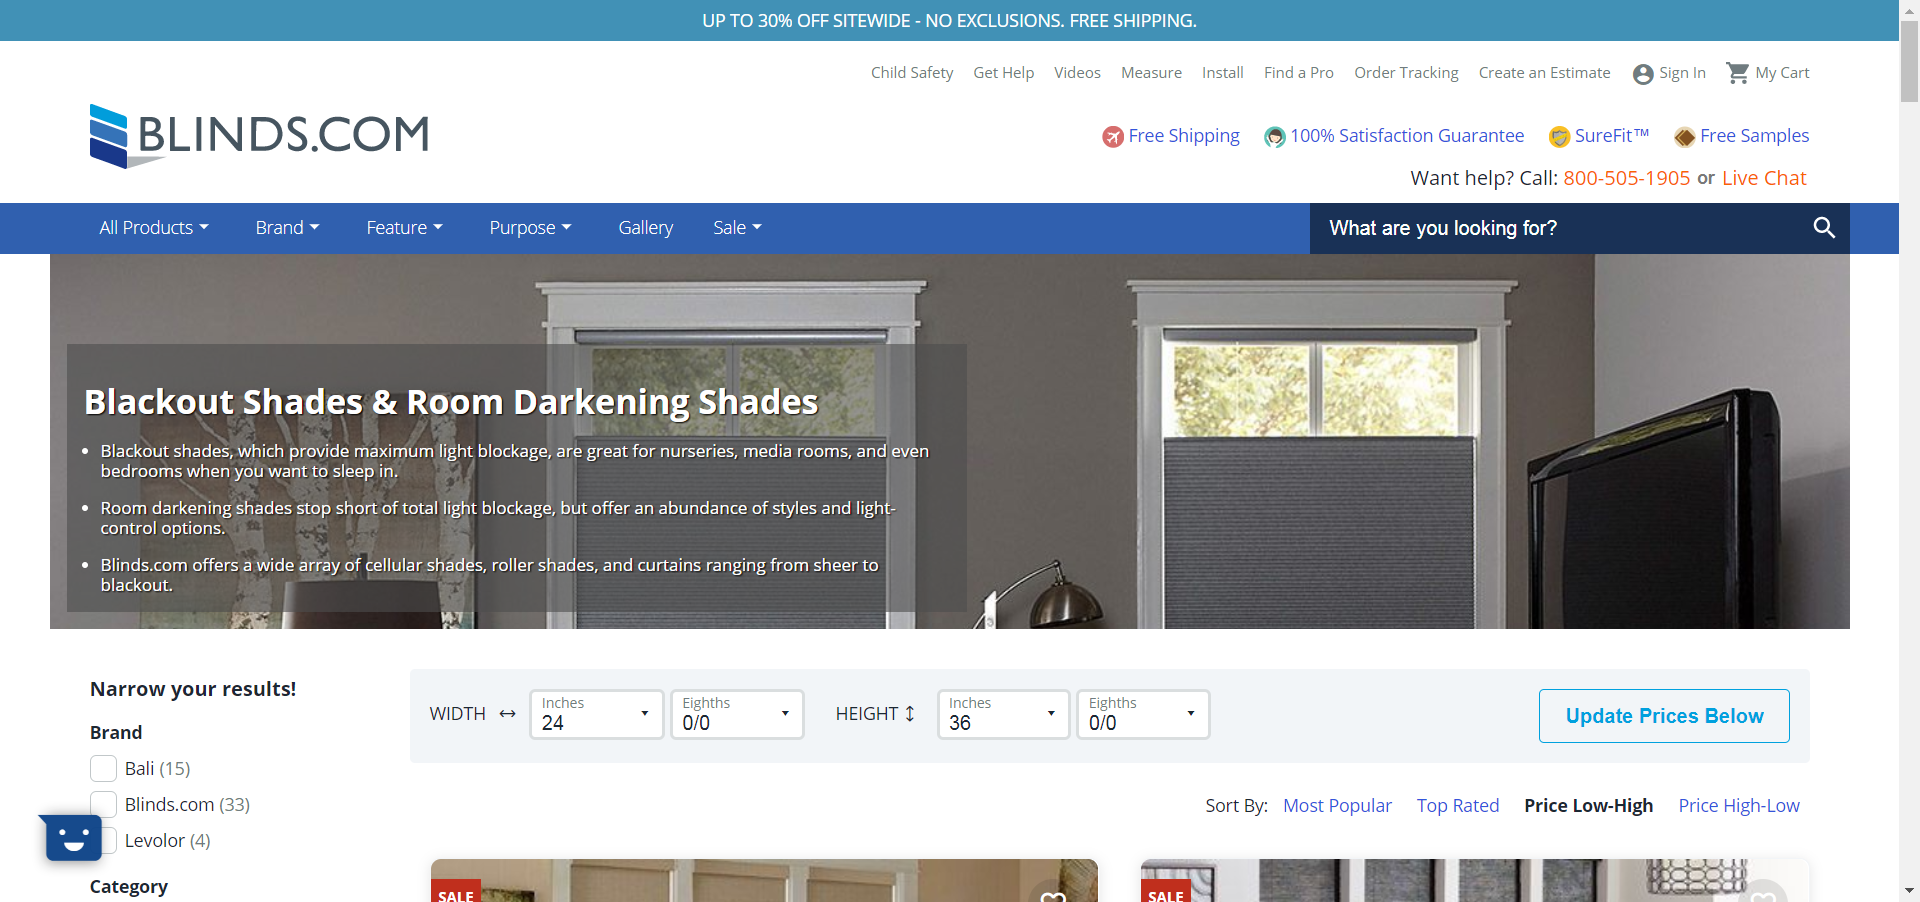 UP TO 30% OFF SITEWIDE - NO EXCLUSIONS. FREE SHIPPING.
Child Safety Get Help Videos Measure Install Find a Pro Order Tracking Create an Estimate Sign In My Cart
BLINDS.COM
Free Shipping 100% Satisfaction Guarantee SureFit™ Free Samples
Want help? Call: 800-505-1905 or Live Chat
All Products Brand Feature Purpose Gallery Sale What are you looking for?
Blackout Shades & Room Darkening Shades
• Blackout shades, which provide maximum light blockage, are great for nurseries, media rooms, and even
bedrooms when you want to sleep in.
• Room darkening shades stop short of total light blockage, but offer an abundance of styles and light-
control options.
• Blinds.com offers a wide array of cellular shades, roller shades, and curtains ranging from sheer to
blackout.
Narrow your results!
Brand
Bali (15)
Blinds.com (33)
Levolor (4)
Category
WIDTH Inches 24 Eighths 0/0 HEIGHT Inches 36 Eighths 0/0 Update Prices Below
Sort By: Most Popular Top Rated Price Low-High Price High-Low
SALE SALE